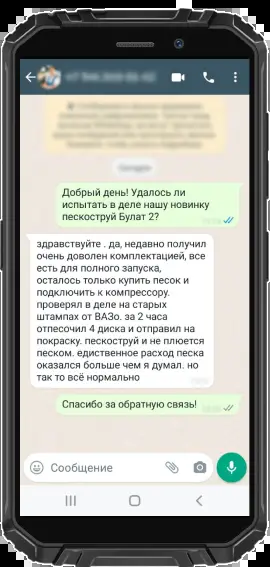 Добрый день! Удалось ли
испытать в деле нашу новинку
пескоструй Булат 2?
здравствуйте . да, недавно получил
очень доволен комплектацией, все
есть для полного запуска,
осталось только купить песок и
подключить к компрессору.
проверял в деле на старых
штампах от ВАЗо. за 2 часа
отпесочил 4 диска и отправил на
покраску. пескоструй и не плюется
песком. едиственное расход песка
оказался больше чем я думал. но
так то всё нормально
Спасибо за обратную связь!
Сообщение